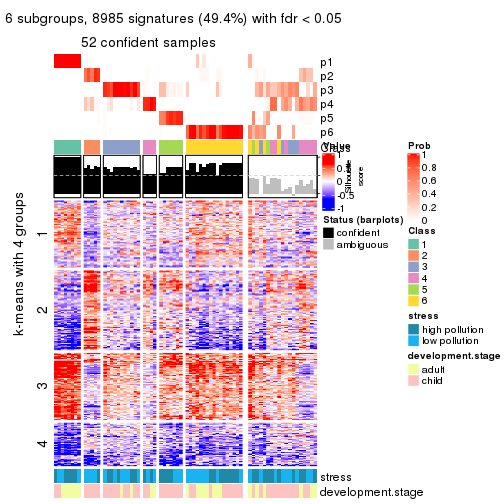 6 subgroups, 8985 signatures (49.4%) with fdr < 0.05
52 confident samples
p1
p2
p3
p4
p5
p6
Class
Silhouette
score
k-means with 4 groups
1
2
3
4
stress
development.stage
Value
1
0.5
0
-0.5
-1
Status (barplots)
confident
ambiguous
Prob
1
0.8
0.6
0.4
0.2
0
Class
1
2
3
4
5
6
stress
high pollution
low pollution
development.stage
adult
child